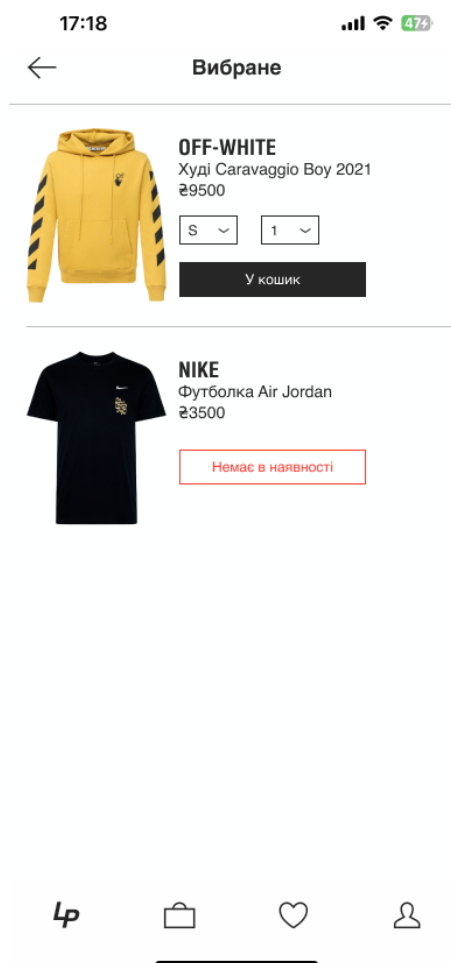 17:18
47
Вибране
OFF-WHITE
Худі Caravaggio Boy 2021
₴9500
S
1
У кошик
NIKE
Футболка Air Jordan
₴3500
Немає в наявності
LP